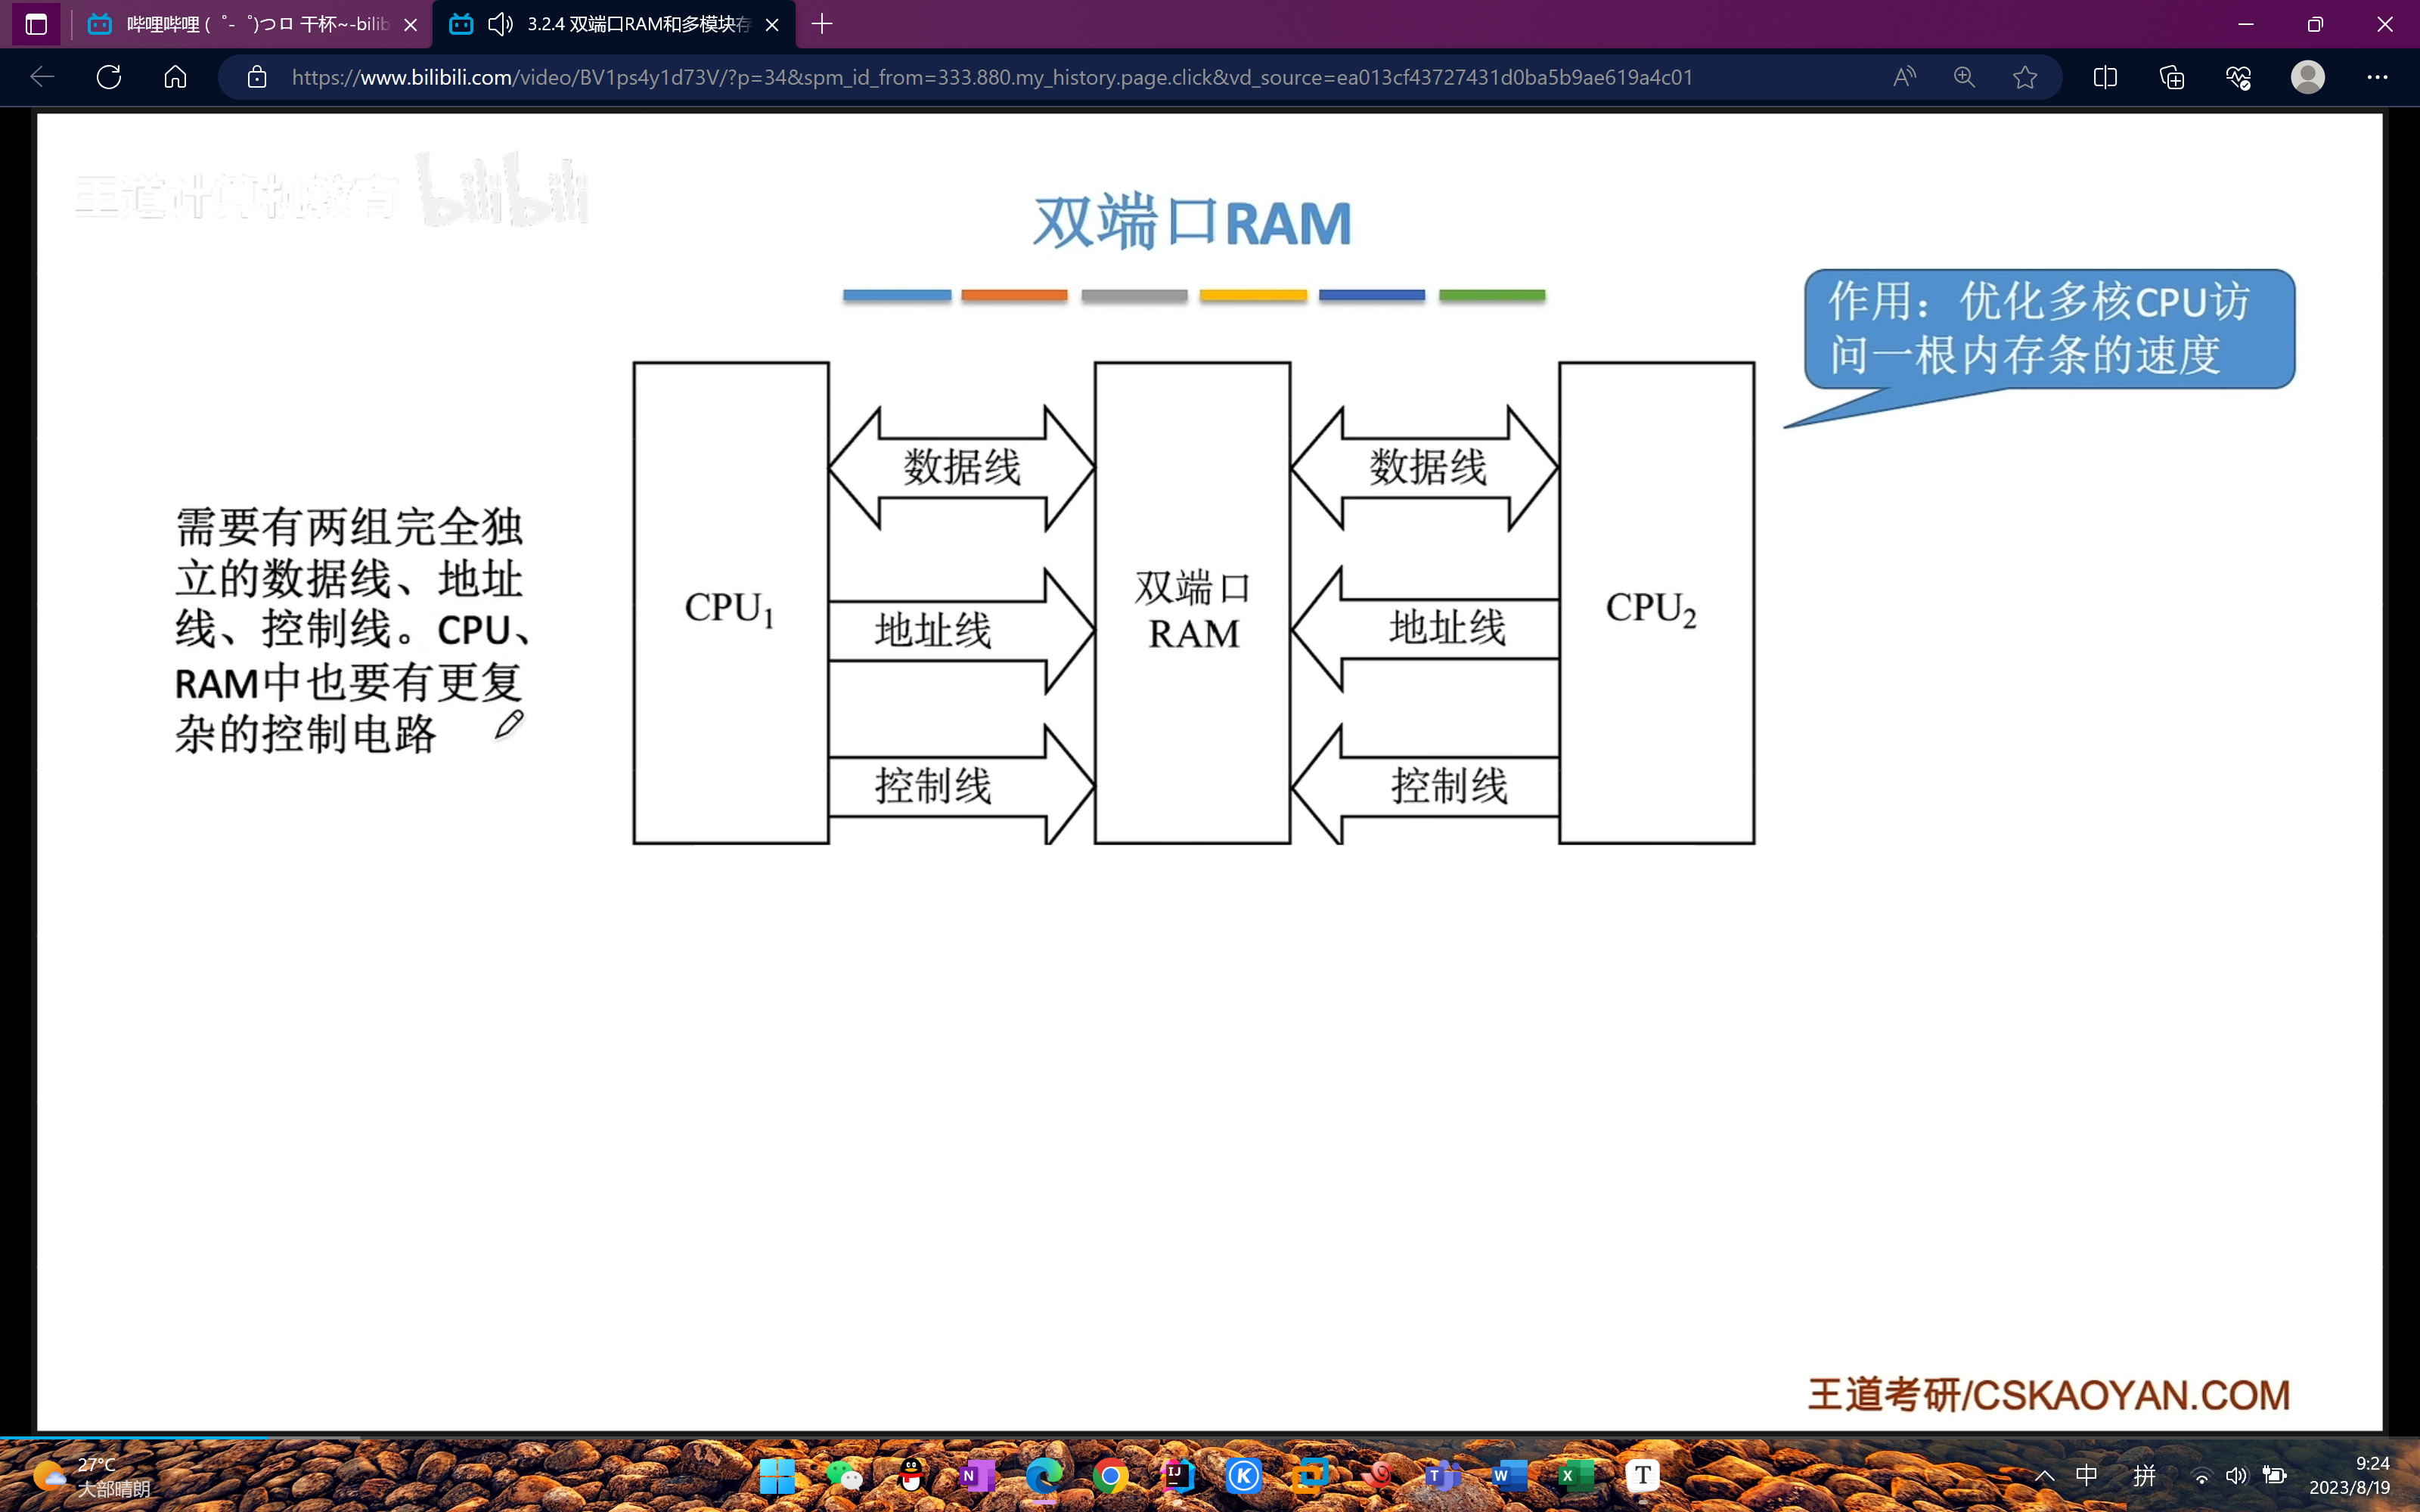 哔哩哔哩 (゜-゜)つロ 干杯~-bilib
3.2.4 双端口RAM和多模块存
https://www.bilibili.com/video/BV1ps4y1d73V/?p=34&spm_id_from=333.880.my_history.page.click&vd_source=ea013cf43727431d0ba5b9ae619a4c01
王道计算机教育 bilibili
双端口RAM
作用：优化多核CPU访
问一根内存条的速度
需要有两组完全独
立的数据线、地址
线、控制线。CPU、
RAM中也要有更复
杂的控制电路
CPU1
数据线
地址线
控制线
双端口
RAM
数据线
地址线
控制线
CPU2
王道考研/CSKAOYAN.COM
27°C
大部晴朗
中
拼
9:24
2023/8/19